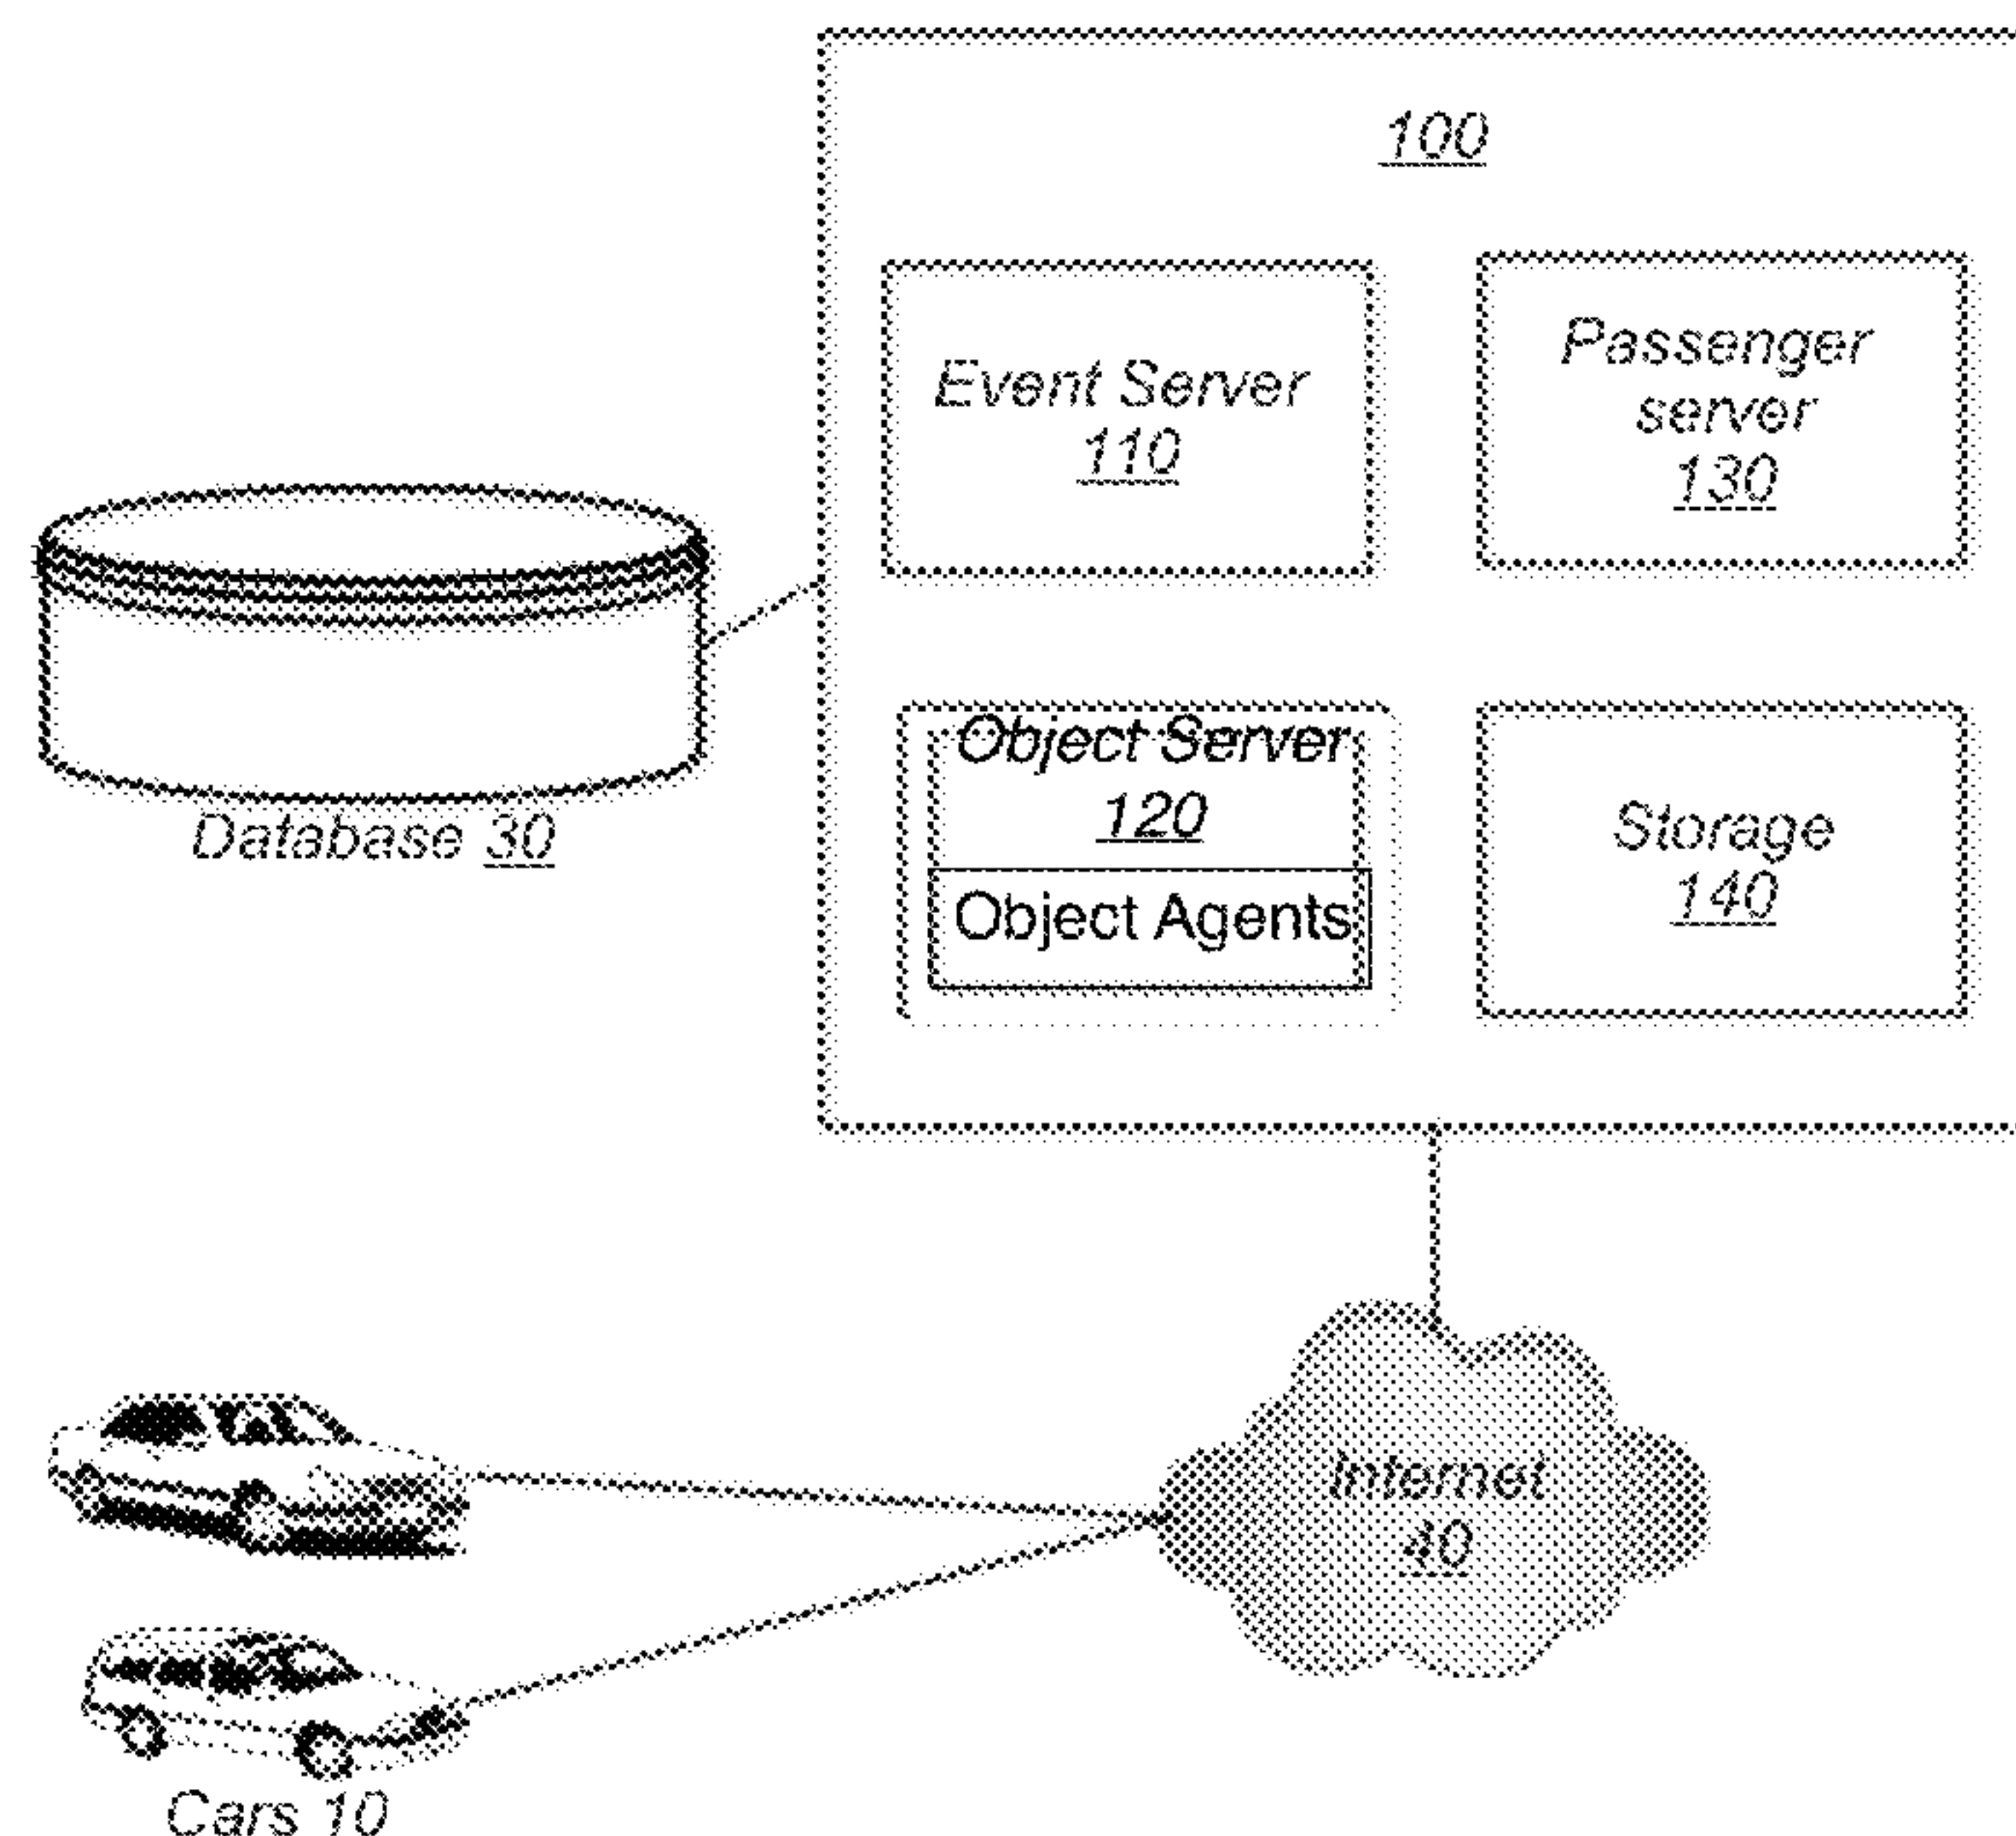 100
Event Server
110
Passenger
server
130
Database 30
Object Server
120
Object Agents
Storage
140
Internet
40
Cars 10